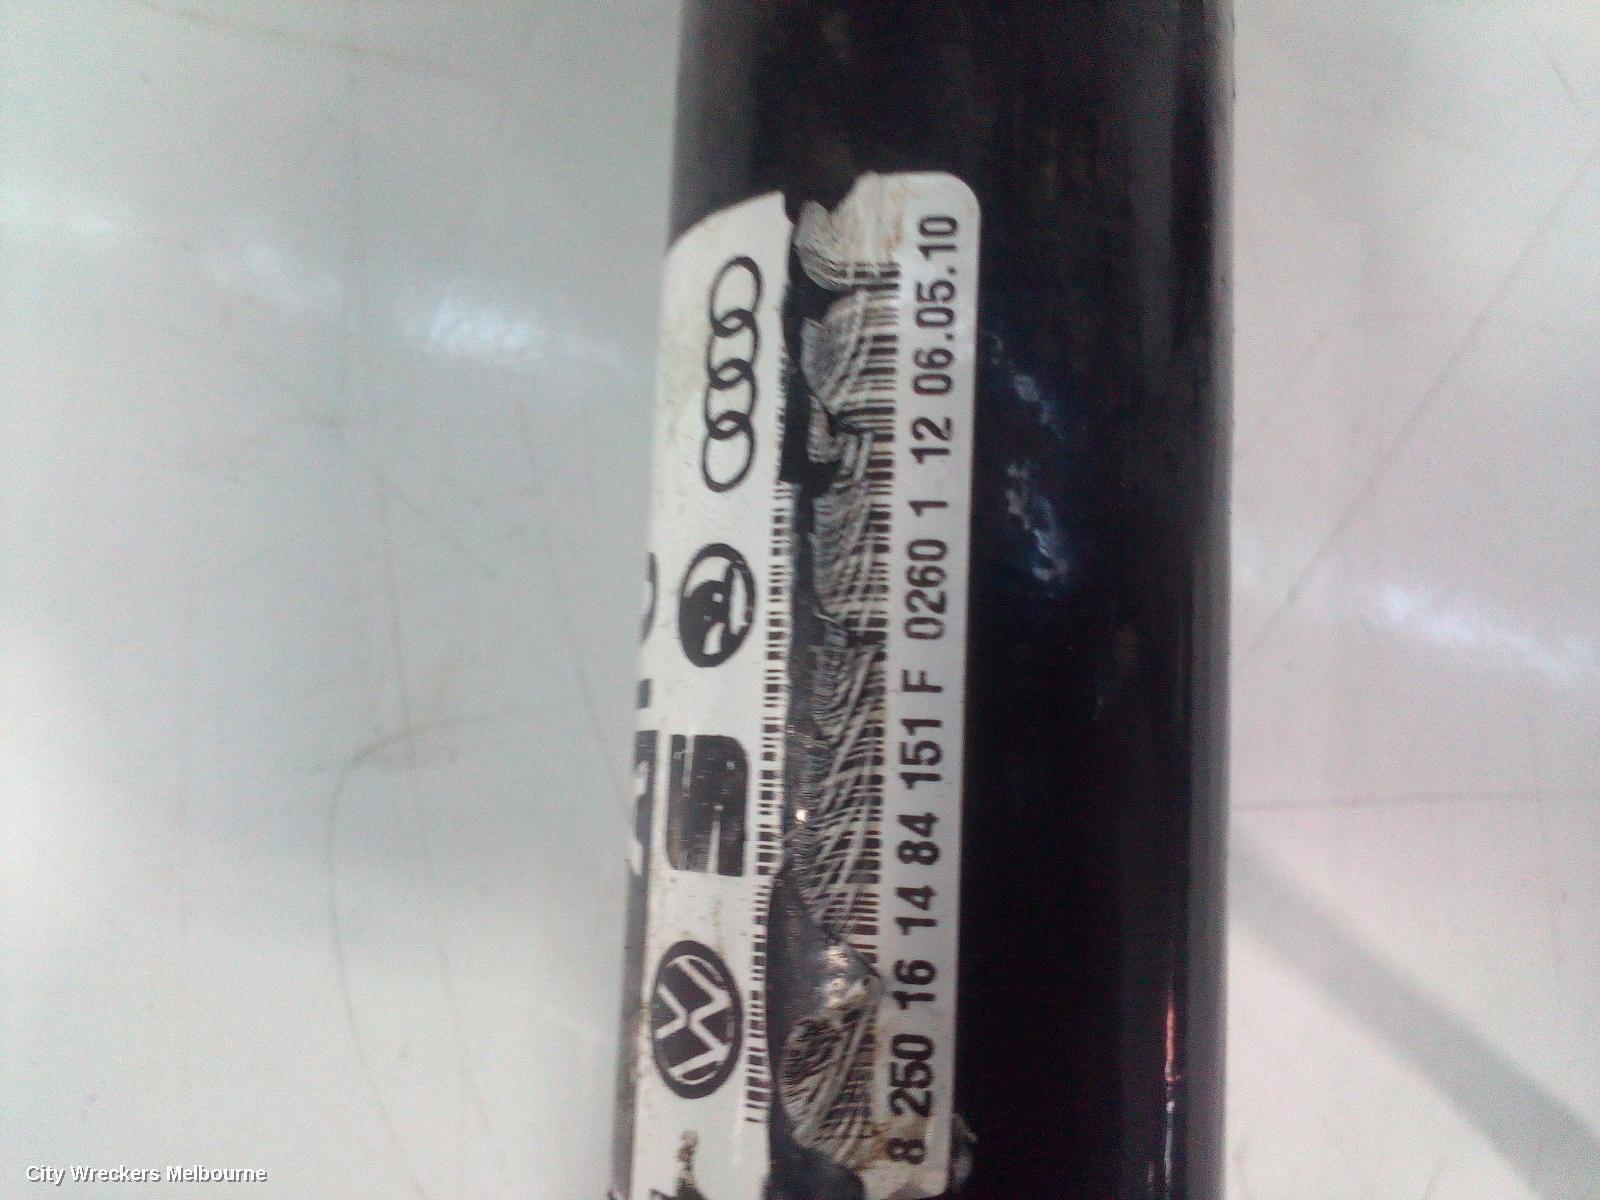 8 250 16 14 84 151 F 0260 1 12 06.05.10
City Wreckers Melbourne